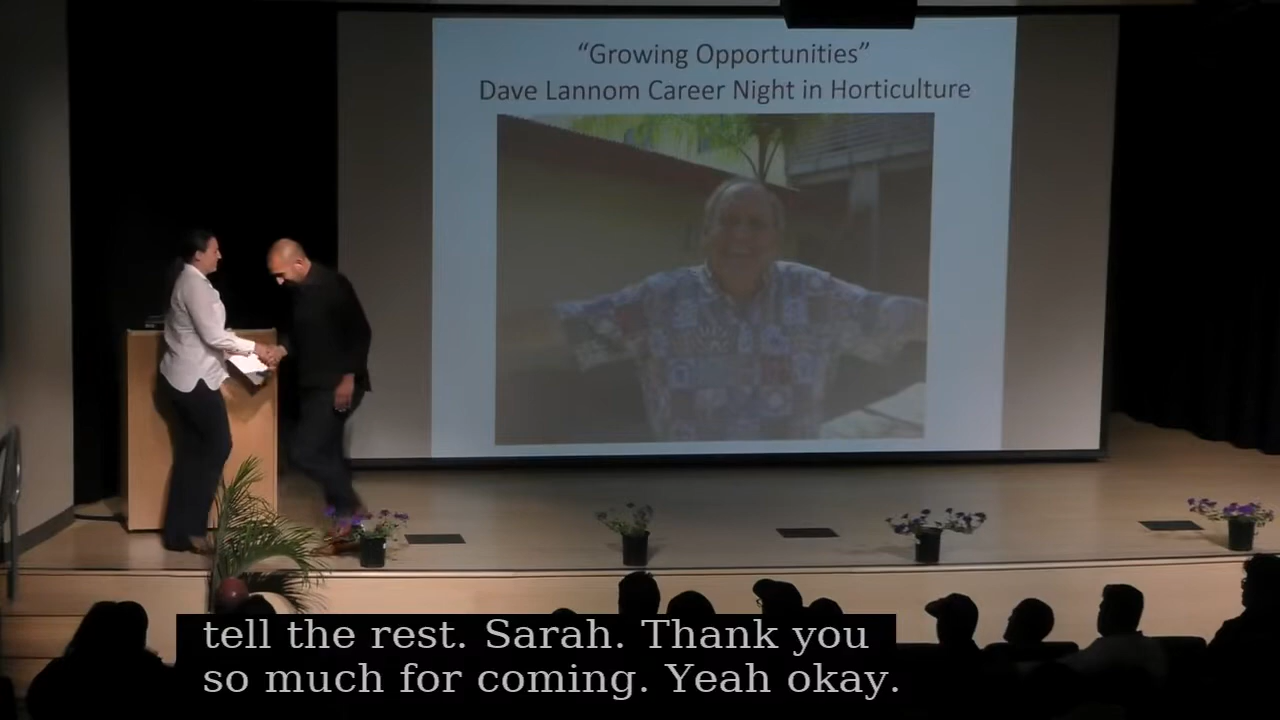 “Growing Opportunities”
Dave Lannom Career Night in Horticulture
tell the rest. Sarah. Thank you
so much for coming. Yeah okay.